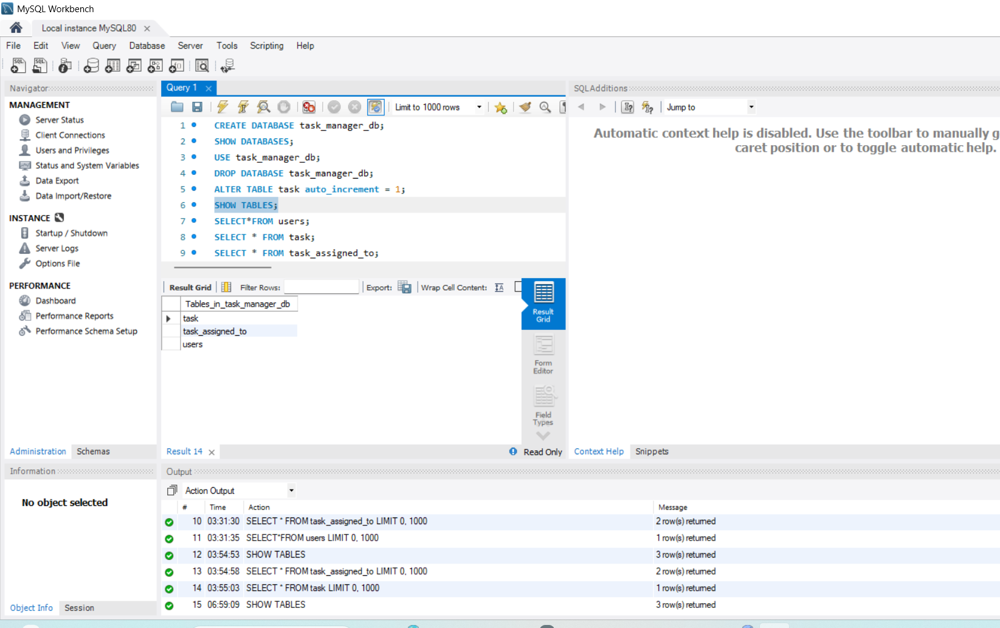 MySQL Workbench
Local instance MySQL80
File Edit View Query Database Server Tools Scripting Help
Navigator
MANAGEMENT
Server Status
Client Connections
Users and Privileges
Status and System Variables
Data Export
Data Import/Restore
INSTANCE
Startup / Shutdown
Server Logs
Options File
PERFORMANCE
Dashboard
Performance Reports
Performance Schema Setup
Administration Schemas
Information
No object selected
Object Info Session
Query 1
Limit to 1000 rows
1 CREATE DATABASE task_manager_db;
2 SHOW DATABASES;
3 USE task_manager_db;
4 DROP DATABASE task_manager_db;
5 ALTER TABLE task auto_increment = 1;
6 SHOW TABLES;
7 SELECT*FROM users;
8 SELECT * FROM task;
9 SELECT * FROM task_assigned_to;
Result Grid Filter Rows: Export: Wrap Cell Content:
Tables_in_task_manager_db
task
task_assigned_to
users
Result
Grid
Form
Editor
Field
Types
Result 14
Read Only
SQLAdditions
Jump to
Automatic context help is disabled. Use the toolbar to manually g
caret position or to toggle automatic help.
Context Help Snippets
Output
Action Output
# Time Action Message
10 03:31:30 SELECT * FROM task_assigned_to LIMIT 0, 1000 2 row(s) returned
11 03:31:35 SELECT*FROM users LIMIT 0, 1000 1 row(s) returned
12 03:54:53 SHOW TABLES 3 row(s) returned
13 03:54:58 SELECT * FROM task_assigned_to LIMIT 0, 1000 2 row(s) returned
14 03:55:03 SELECT * FROM task LIMIT 0, 1000 1 row(s) returned
15 06:59:09 SHOW TABLES 3 row(s) returned